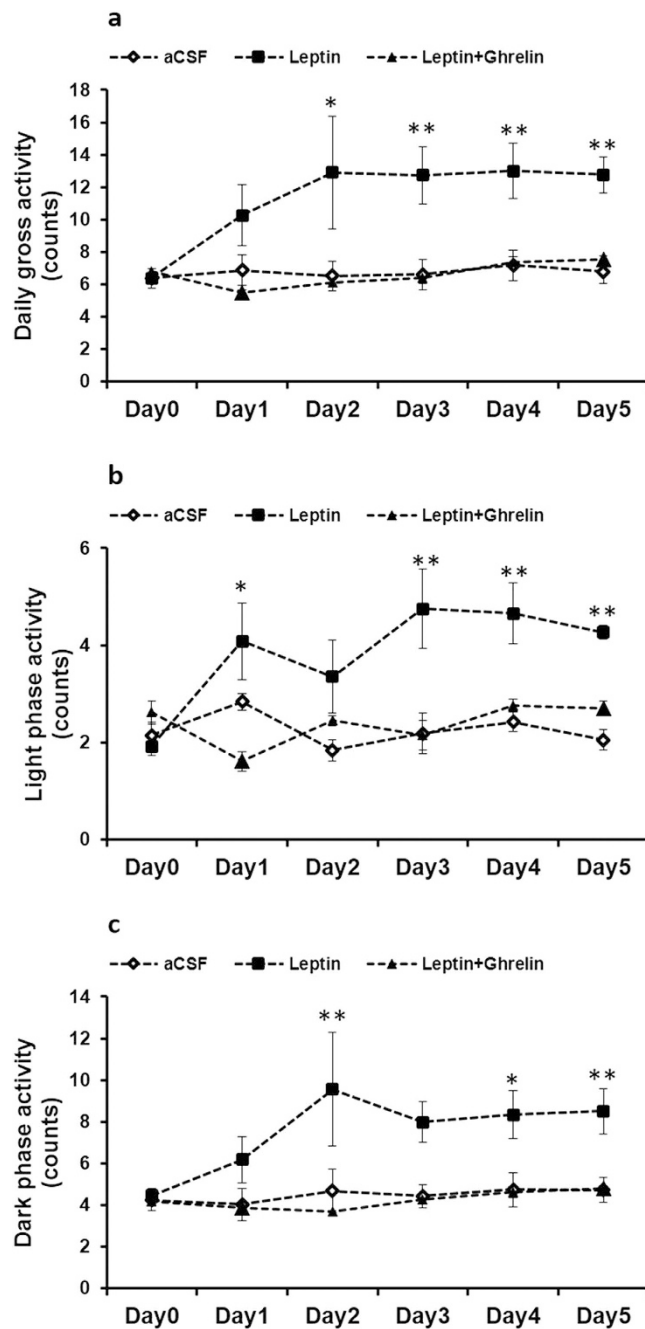 a
aCSF Leptin Leptin+Ghrelin
Daily gross activity
(counts)
18
16
14
12
10
8
6
4
2
0
*
**
**
**
Day0 Day1 Day2 Day3 Day4 Day5
b
aCSF Leptin Leptin+Ghrelin
Light phase activity
(counts)
6
4
2
0
*
**
**
**
Day0 Day1 Day2 Day3 Day4 Day5
c
aCSF Leptin Leptin+Ghrelin
Dark phase activity
(counts)
14
12
10
8
6
4
2
0
**
*
**
Day0 Day1 Day2 Day3 Day4 Day5